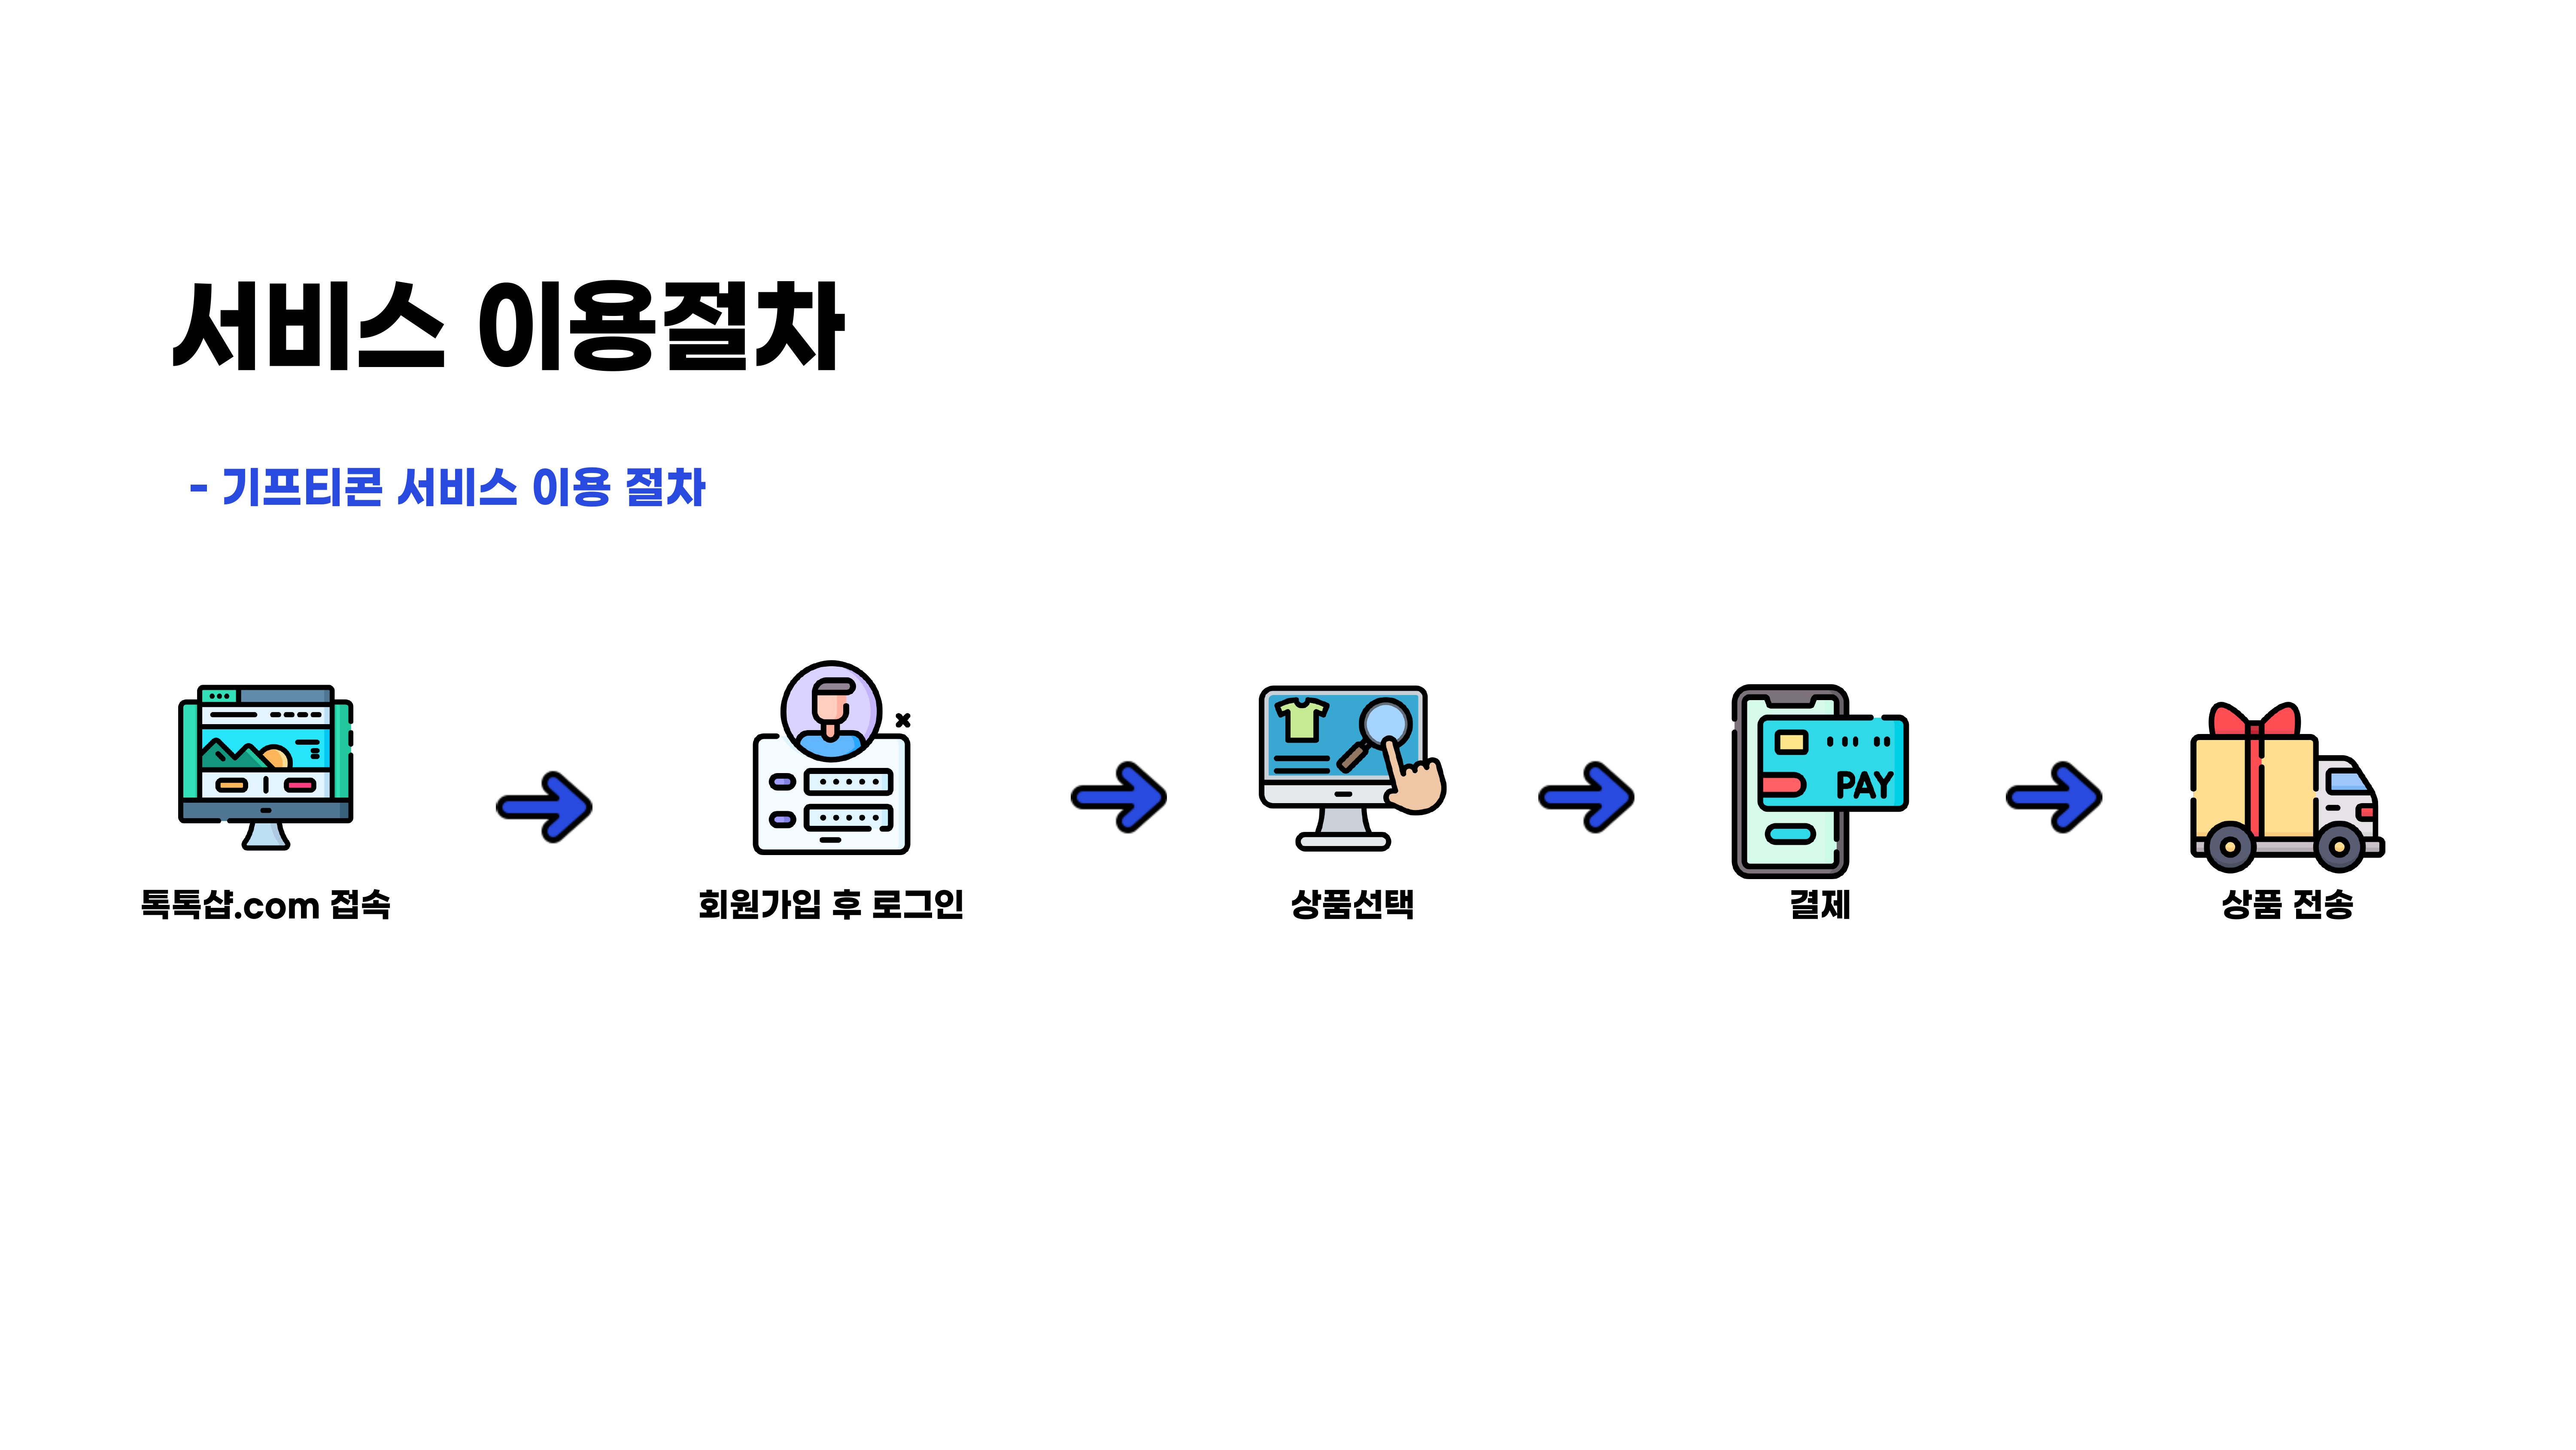 서비스 이용절차
- 기프티콘 서비스 이용 절차
PAY
톡톡샵.com 접속
회원가입 후 로그인
상품선택
결제
상품 전송